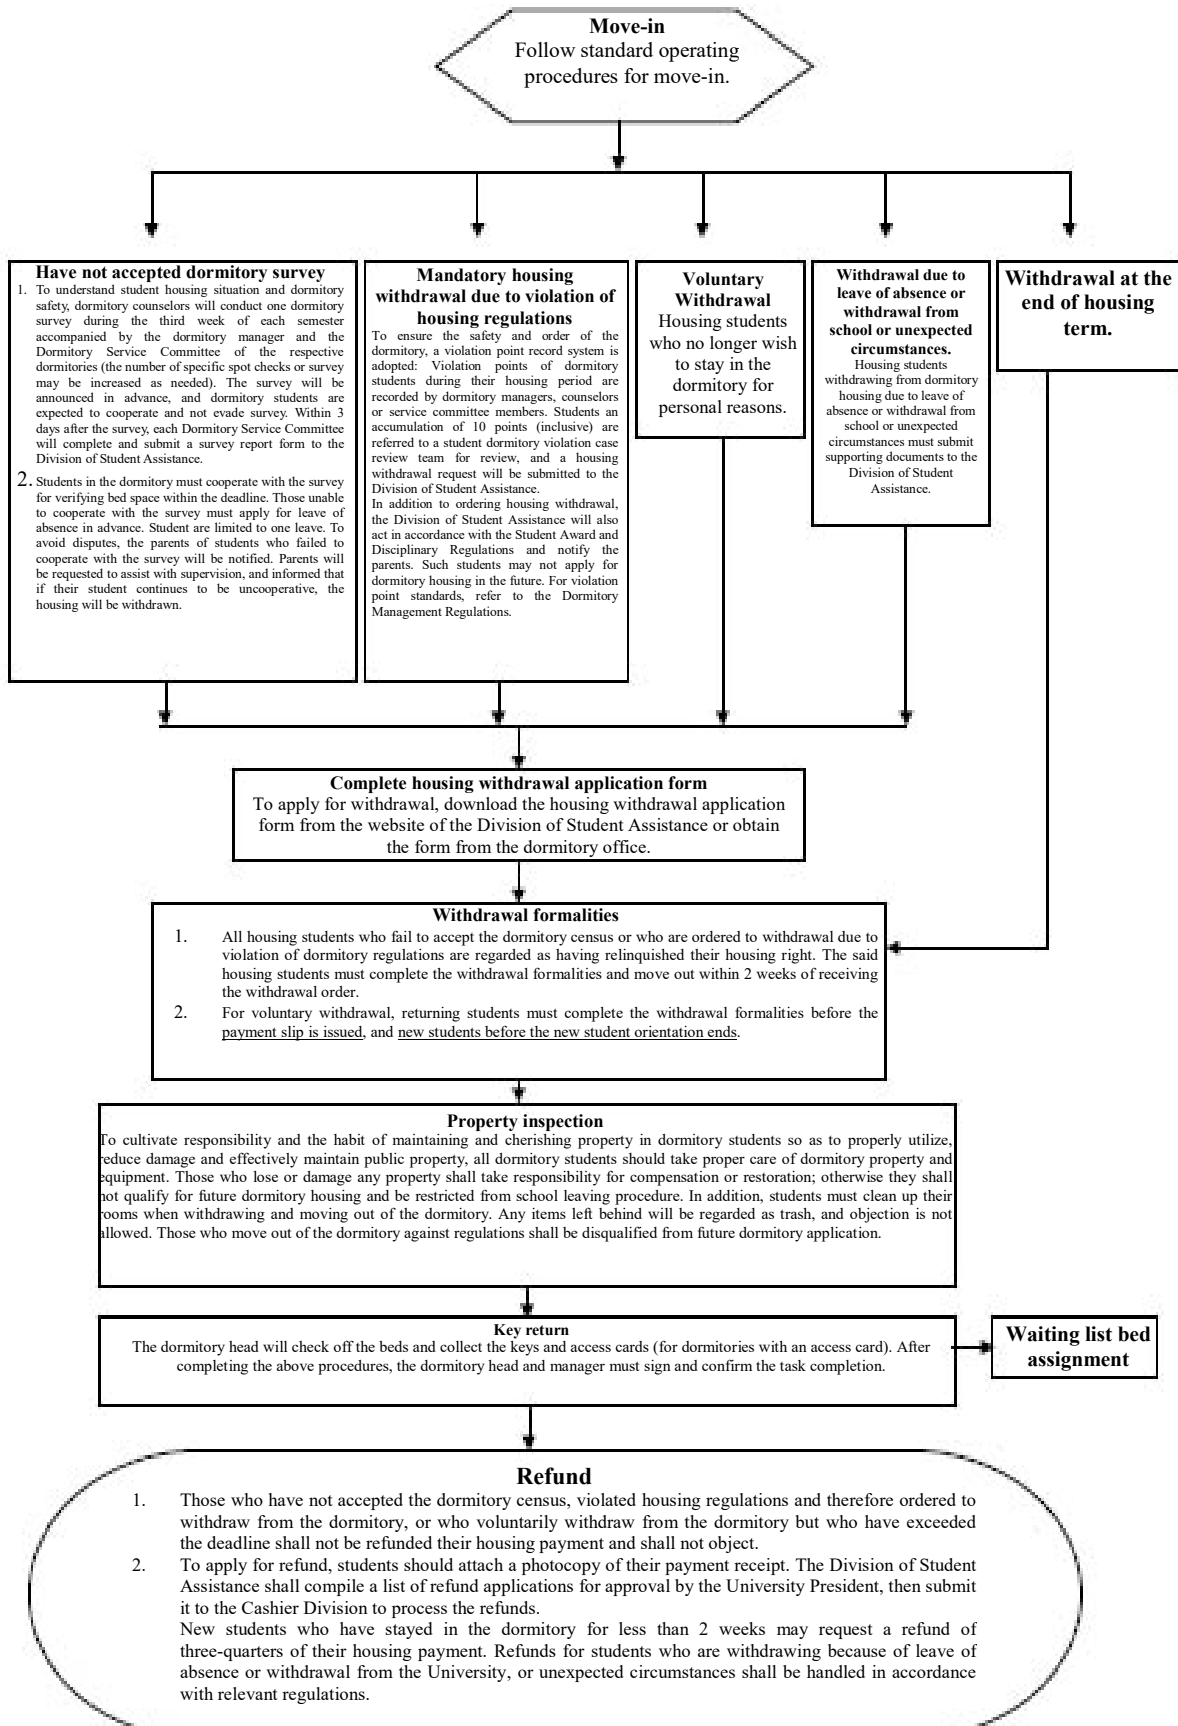 Move-in
Follow standard operating
procedures for move-in.
Have not accepted dormitory survey
1. To understand student housing situation and dormitory
safety, dormitory counselors will conduct one dormitory
survey during the third week of each semester
accompanied by the dormitory manager and the
Dormitory Service Committee of the respective
dormitories (the number of specific spot checks or survey
may be increased as needed). The survey will be
announced in advance, and dormitory students are
expected to cooperate and not evade survey. Within 3
days after the survey, each Dormitory Service Committee
will complete and submit a survey report form to the
Division of Student Assistance.
2. Students in the dormitory must cooperate with the survey
for verifying bed space within the deadline. Those unable
to cooperate with the survey must apply for leave of
absence in advance. Student are limited to one leave. To
avoid disputes, the parents of students who failed to
cooperate with the survey will be notified. Parents will
be requested to assist with supervision, and informed that
if their student continues to be uncooperative, the
housing will be withdrawn.
Mandatory housing
withdrawal due to violation of
housing regulations
To ensure the safety and order of the
dormitory, a violation point record system is
adopted: Violation points of dormitory
students during their housing period are
recorded by dormitory managers, counselors
or service committee members. Students an
accumulation of 10 points (inclusive) are
referred to a student dormitory violation case
review team for review, and a housing
withdrawal request will be submitted to the
Division of Student Assistance.
In addition to ordering housing withdrawal,
the Division of Student Assistance will also
act in accordance with the Student Award and
Disciplinary Regulations and notify the
parents. Such students may not apply for
dormitory housing in the future. For violation
point standards, refer to the Dormitory
Management Regulations.
Voluntary
Withdrawal
Housing students
who no longer wish
to stay in the
dormitory for
personal reasons.
Withdrawal due to
leave of absence or
withdrawal from
school or unexpected
circumstances.
Housing students
withdrawing from dormitory
housing due to leave of
absence or withdrawal from
school or unexpected
circumstances must submit
supporting documents to the
Division of Student
Assistance.
Withdrawal at the
end of housing
term.
Complete housing withdrawal application form
To apply for withdrawal, download the housing withdrawal application
form from the website of the Division of Student Assistance or obtain
the form from the dormitory office.
Withdrawal formalities
1. All housing students who fail to accept the dormitory census or who are ordered to withdrawal due to
violation of dormitory regulations are regarded as having relinquished their housing right. The said
housing students must complete the withdrawal formalities and move out within 2 weeks of receiving
the withdrawal order.
2. For voluntary withdrawal, returning students must complete the withdrawal formalities before the
payment slip is issued, and new students before the new student orientation ends.
Property inspection
To cultivate responsibility and the habit of maintaining and cherishing property in dormitory students so as to properly utilize,
reduce damage and effectively maintain public property, all dormitory students should take proper care of dormitory property and
equipment. Those who lose or damage any property shall take responsibility for compensation or restoration; otherwise they shall
not qualify for future dormitory housing and be restricted from school leaving procedure. In addition, students must clean up their
rooms when withdrawing and moving out of the dormitory. Any items left behind will be regarded as trash, and objection is not
allowed. Those who move out of the dormitory against regulations shall be disqualified from future dormitory application.
Key return
The dormitory head will check off the beds and collect the keys and access cards (for dormitories with an access card). After
completing the above procedures, the dormitory head and manager must sign and confirm the task completion.
Waiting list bed
assignment
Refund
1. Those who have not accepted the dormitory census, violated housing regulations and therefore ordered to
withdraw from the dormitory, or who voluntarily withdraw from the dormitory but who have exceeded
the deadline shall not be refunded their housing payment and shall not object.
2. To apply for refund, students should attach a photocopy of their payment receipt. The Division of Student
Assistance shall compile a list of refund applications for approval by the University President, then submit
it to the Cashier Division to process the refunds.
New students who have stayed in the dormitory for less than 2 weeks may request a refund of
three-quarters of their housing payment. Refunds for students who are withdrawing because of leave of
absence or withdrawal from the University, or unexpected circumstances shall be handled in accordance
with relevant regulations.